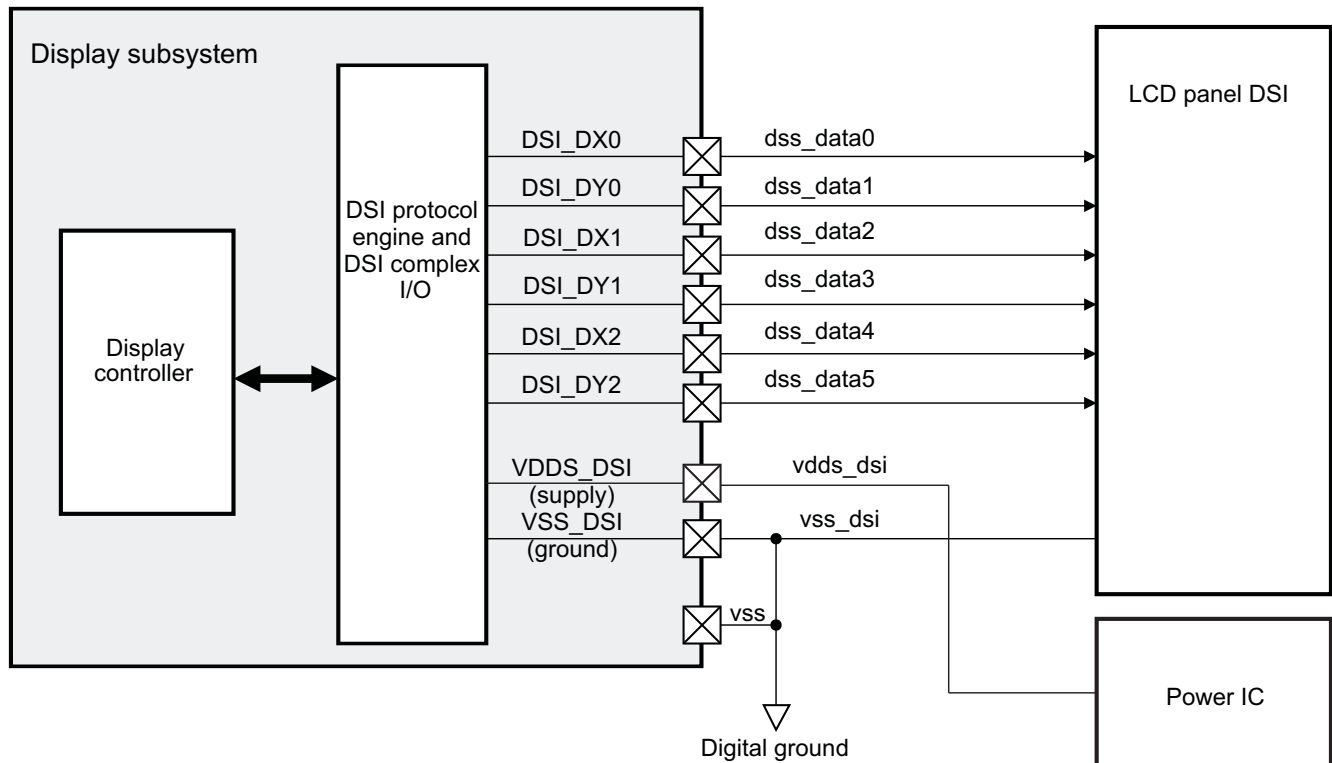 Display subsystem
LCD panel DSI
DSI_DX0
dss_data0
DSI_DY0
dss_data1
DSI protocol
engine and
DSI complex
I/O
DSI_DX1
dss_data2
DSI_DY1
dss_data3
DSI_DX2
dss_data4
Display
controller
DSI_DY2
dss_data5
VDDS_DSI
(supply)
vdds_dsi
VSS_DSI
(ground)
vss_dsi
vss
Power IC
Digital ground